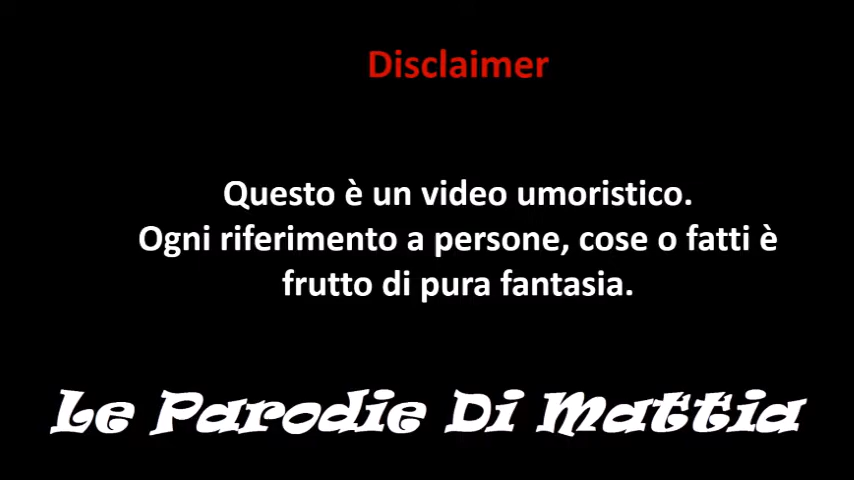 Disclaimer
Questo è un video umoristico.
Ogni riferimento a persone, cose o fatti è
frutto di pura fantasia.
Le Parodie Di Mattia